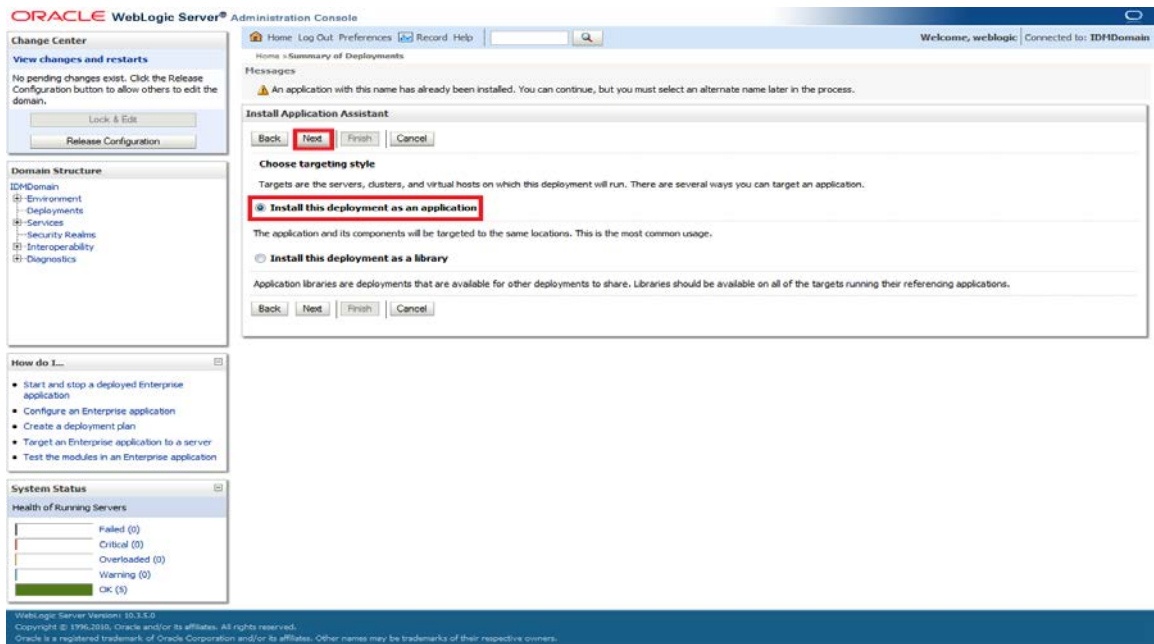 ORACLE WebLogic Server® Administration Console
Change Center
View changes and restarts
No pending changes exist. Click the Release
Configuration button to allow others to edit the
domain.
Lock & Edit
Release Configuration
Domain Structure
IDMDomain
Environment
Deployments
Services
Security Realms
Interoperability
Diagnostics
How do I...
Start and stop a deployed Enterprise
application
Configure an Enterprise application
Create a deployment plan
Target an Enterprise application to a server
Test the modules in an Enterprise application
System Status
Health of Running Servers
Failed (0)
Critical (0)
Overloaded (0)
Warning (0)
OK (5)
Home Log Out Preferences Record Help
Welcome, weblogic Connected to: IDMDomain
Home >Summary of Deployments
Messages
An application with this name has already been installed. You can continue, but you must select an alternate name later in the process.
Install Application Assistant
Back Next Finish Cancel
Choose targeting style
Targets are the servers, clusters, and virtual hosts on which this deployment will run. There are several ways you can target an application.
Install this deployment as an application
The application and its components will be targeted to the same locations. This is the most common usage.
Install this deployment as a library
Application libraries are deployments that are available for other deployments to share. Libraries should be available on all of the targets running their referencing applications.
Back Next Finish Cancel
WebLogic Server Version: 10.3.5.0
Copyright © 1996,2010, Oracle and/or its affiliates. All rights reserved.
Oracle is a registered trademark of Oracle Corporation and/or its affiliates. Other names may be trademarks of their respective owners.